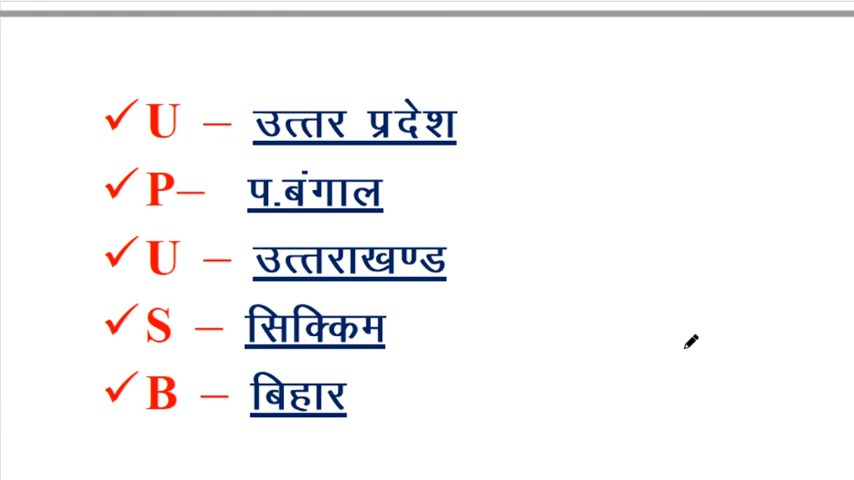 ✓ U – उत्तर प्रदेश
✓ P– प.बंगाल
✓ U – उत्तराखण्ड
✓ S – सिक्किम
✓ B – बिहार